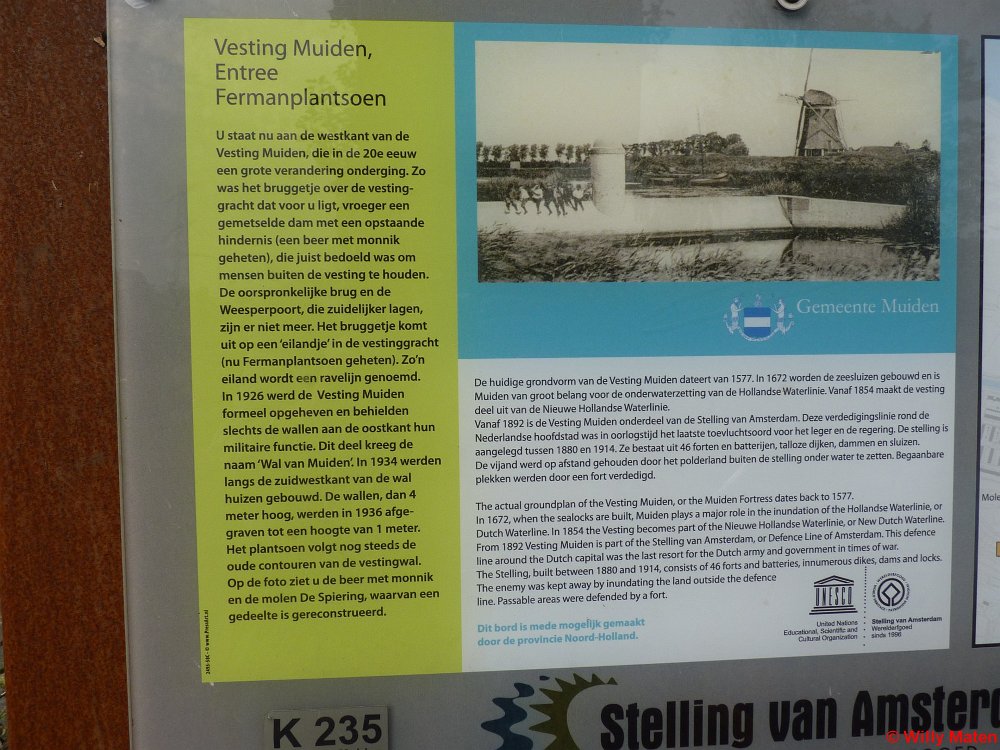 Vesting Muiden,
Entree
Fermanplantsoen
U staat nu aan de westkant van de
Vesting Muiden, die in de 20e eeuw
een grote verandering onderging. Zo
was het bruggetje over de vesting-
gracht dat voor u ligt, vroeger een
gemetselde dam met een opstaande
hindernis (een beer met monnik
geheten), die juist bedoeld was om
mensen buiten de vesting te houden.
De oorspronkelijke brug en de
Weesperpoort, die zuidelijker lagen,
zijn er niet meer. Het bruggetje komt
uit op een 'eilandje' in de vestinggracht
(nu Fermanplantsoen geheten). Zo'n
eiland wordt een ravelijn genoemd.
In 1926 werd de Vesting Muiden
formeel opgeheven en behielden
slechts de wallen aan de oostkant hun
militaire functie. Dit deel kreeg de
naam 'Wal van Muiden'. In 1934 werden
langs de zuidwestkant van de wal
huizen gebouwd. De wallen, dan 4
meter hoog, werden in 1936 afge-
graven tot een hoogte van 1 meter.
Het plantsoen volgt nog steeds de
oude contouren van de vestingwal.
Op de foto ziet u de beer met monnik
en de molen De Spiering, waarvan een
gedeelte is gereconstrueerd.
Gemeente Muiden
De huidige grondvorm van de Vesting Muiden dateert van 1577. In 1672 worden de zeesluizen gebouwd en is
Muiden van groot belang voor de onderwaterzetting van de Hollandse Waterlinie. Vanaf 1854 maakt de vesting
deel uit van de Nieuwe Hollandse Waterlinie.
Vanaf 1892 is de Vesting Muiden onderdeel van de Stelling van Amsterdam. Deze verdedigingslinie rond de
Nederlandse hoofdstad was in oorlogstijd het laatste toevluchtsoord voor het leger en de regering. De stelling is
aangelegd tussen 1880 en 1914. Ze bestaat uit 46 forten en batterijen, talloze dijken, dammen en sluizen.
De vijand werd op afstand gehouden door het polderland buiten de stelling onder water te zetten. Begaanbare
plekken werden door een fort verdedigd.
The actual groundplan of the Vesting Muiden, or the Muiden Fortress dates back to 1577.
In 1672, when the sealocks are built, Muiden plays a major role in the inundation of the Hollandse Waterlinie, or
Dutch Waterline. In 1854 the Vesting becomes part of the Nieuwe Hollandse Waterlinie, or New Dutch Waterline.
From 1892 Vesting Muiden is part of the Stelling van Amsterdam, or Defence Line of Amsterdam. This defence
line around the Dutch capital was the last resort for the Dutch army and government in times of war.
The Stelling, built between 1880 and 1914, consists of 46 forts and batteries, innumerous dikes, dams and locks.
The enemy was kept away by inundating the land outside the defence
line. Passable areas were defended by a fort.
Dit bord is mede mogelijk gemaakt
door de provincie Noord-Holland.
UNESCO
United Nations
Educational, Scientific and
Cultural Organization
Stelling van Amsterdam
Werelderfgoed
sinds 1996
Mole
K 235
Stelling van Amster
© Willy Maten